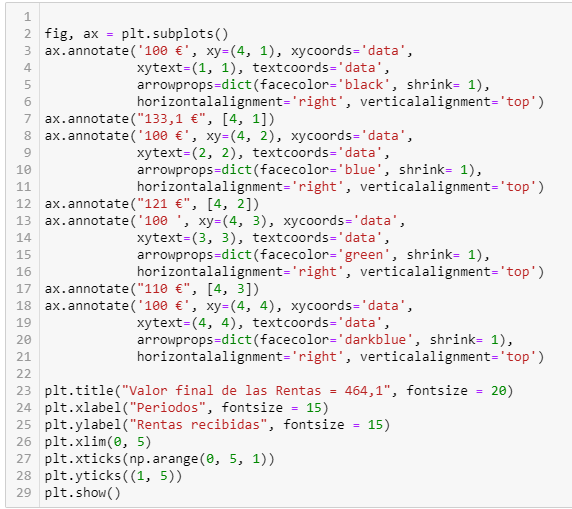 1
2 fig, ax = plt.subplots()
3 ax.annotate('100 €', xy=(4, 1), xycoords='data',
4             xytext=(1, 1), textcoords='data',
5             arrowprops=dict(facecolor='black', shrink= 1),
6             horizontalalignment='right', verticalalignment='top')
7 ax.annotate("133,1 €", [4, 1])
8 ax.annotate('100 €', xy=(4, 2), xycoords='data',
9             xytext=(2, 2), textcoords='data',
10             arrowprops=dict(facecolor='blue', shrink= 1),
11             horizontalalignment='right', verticalalignment='top')
12 ax.annotate("121 €", [4, 2])
13 ax.annotate('100 ', xy=(4, 3), xycoords='data',
14             xytext=(3, 3), textcoords='data',
15             arrowprops=dict(facecolor='green', shrink= 1),
16             horizontalalignment='right', verticalalignment='top')
17 ax.annotate("110 €", [4, 3])
18 ax.annotate('100 €', xy=(4, 4), xycoords='data',
19             xytext=(4, 4), textcoords='data',
20             arrowprops=dict(facecolor='darkblue', shrink= 1),
21             horizontalalignment='right', verticalalignment='top')
22
23 plt.title("Valor final de las Rentas = 464,1", fontsize = 20)
24 plt.xlabel("Periodos", fontsize = 15)
25 plt.ylabel("Rentas recibidas", fontsize = 15)
26 plt.xlim(0, 5)
27 plt.xticks(np.arange(0, 5, 1))
28 plt.yticks((1, 5))
29 plt.show()